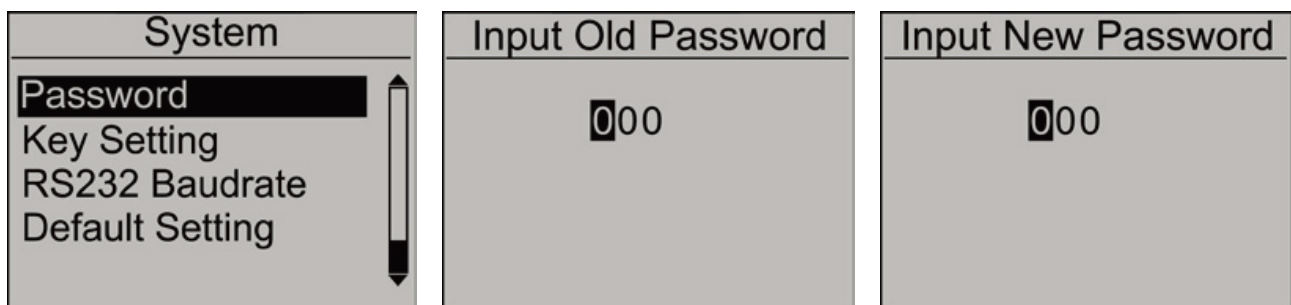 System
Password
Key Setting
RS232 Baudrate
Default Setting
Input Old Password
000
Input New Password
000